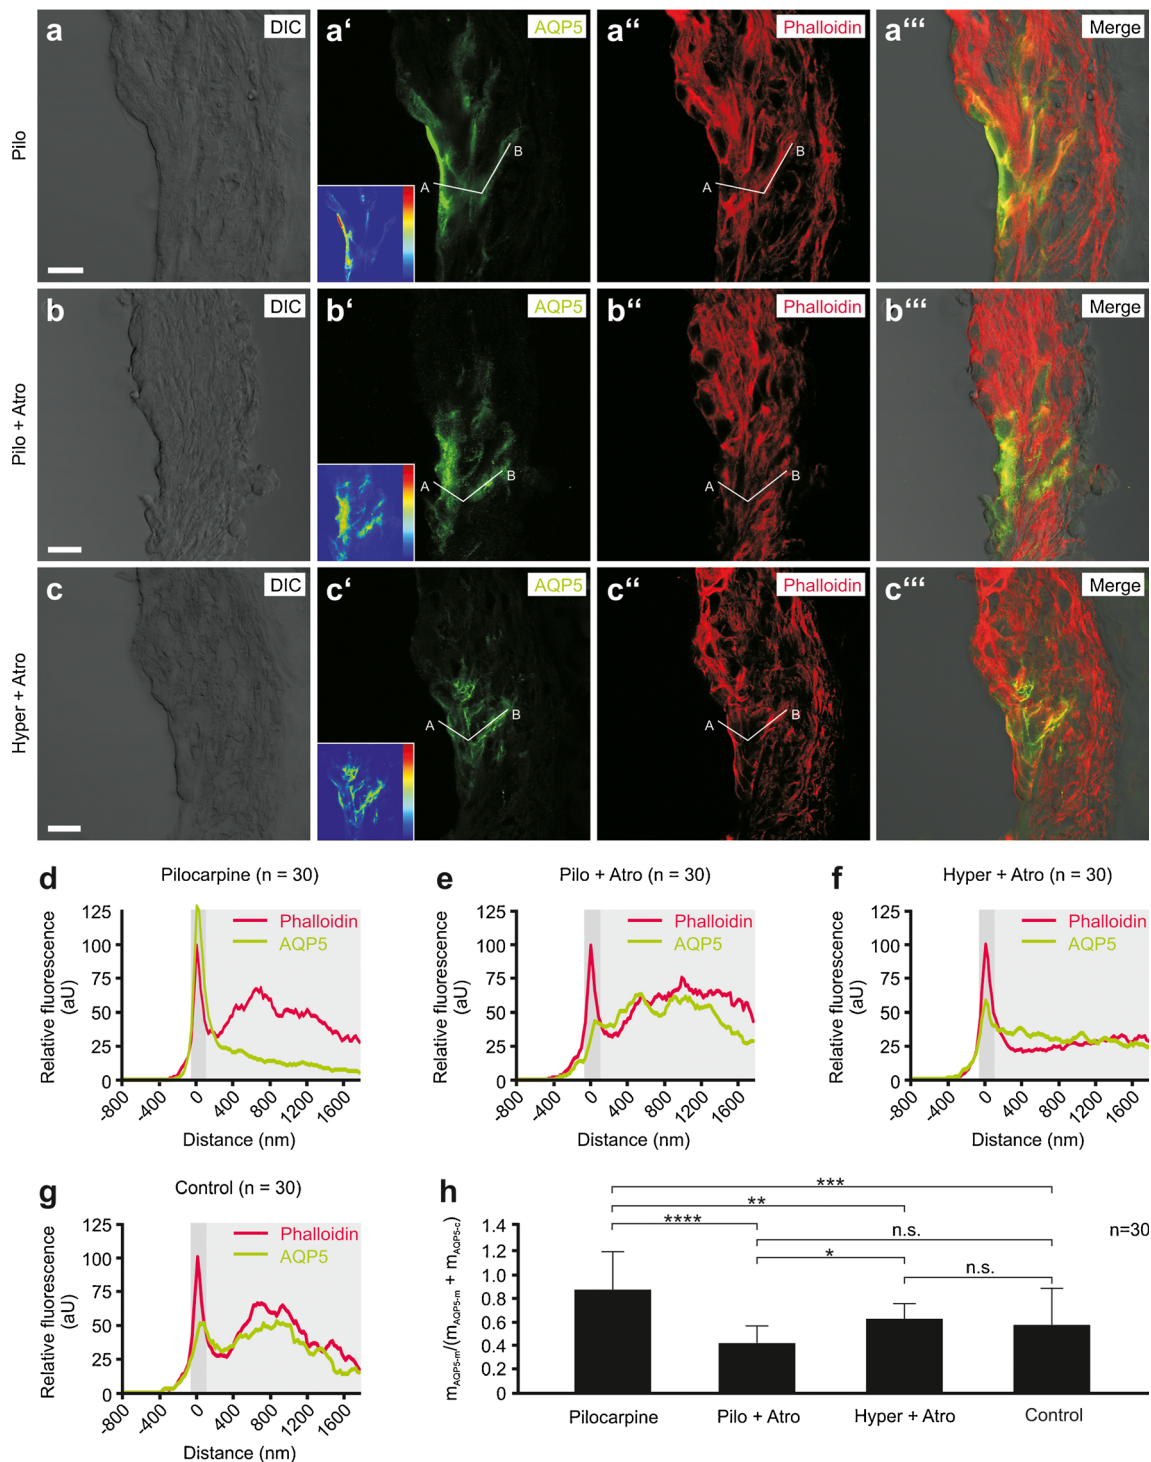 a DIC a‘ AQP5 a‘‘ Phalloidin a‘‘‘ Merge
Pilo
A B A B
b DIC b‘ AQP5 b‘‘ Phalloidin b‘‘‘ Merge
Pilo + Atro
A B A B
c DIC c‘ AQP5 c‘‘ Phalloidin c‘‘‘ Merge
Hyper + Atro
A B A B
d Pilocarpine (n = 30)
Relative fluorescence
(aU)
125
100
75
50
25
0
Phalloidin
AQP5
-800 -400 0 400 800 1200 1600
Distance (nm)
e Pilo + Atro (n = 30)
Relative fluorescence
(aU)
125
100
75
50
25
0
Phalloidin
AQP5
-800 -400 0 400 800 1200 1600
Distance (nm)
f Hyper + Atro (n = 30)
Relative fluorescence
(aU)
125
100
75
50
25
0
Phalloidin
AQP5
-800 -400 0 400 800 1200 1600
Distance (nm)
g Control (n = 30)
Relative fluorescence
(aU)
125
100
75
50
25
0
Phalloidin
AQP5
-800 -400 0 400 800 1200 1600
Distance (nm)
h
mAQP5-m/(mAQP5-m + mAQP5-c)
1.4
1.2
1.0
0.8
0.6
0.4
0.2
0
***
**
****
n.s.
*
n.s.
n=30
Pilocarpine Pilo + Atro Hyper + Atro Control